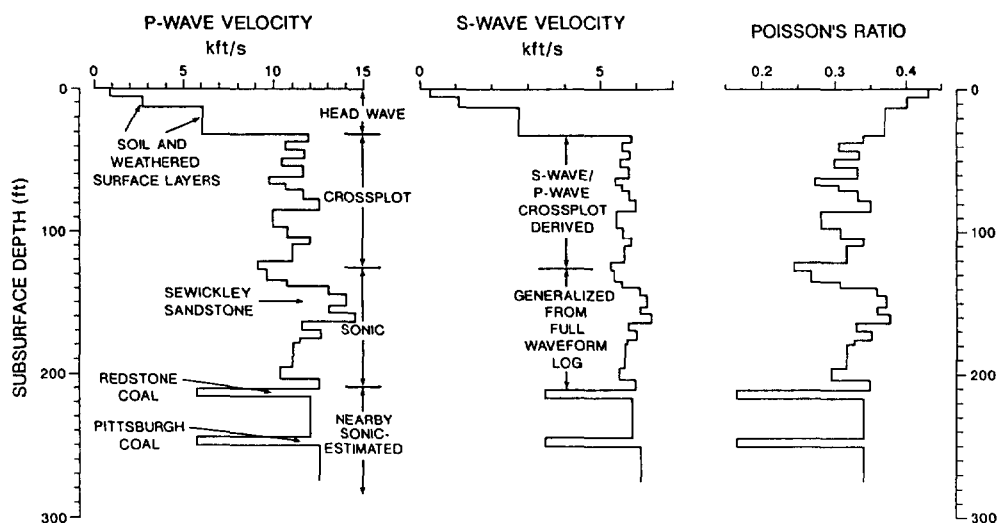 P-WAVE VELOCITY
kft/s
0 5 10 15
S-WAVE VELOCITY
kft/s
0 5
POISSON'S RATIO
0.2 0.3 0.4
SUBSURFACE DEPTH (ft)
0
100
200
300
SOIL AND
WEATHERED
SURFACE LAYERS
HEAD WAVE
CROSSPLOT
SEWICKLEY
SANDSTONE
SONIC
REDSTONE
COAL
PITTSBURGH
COAL
NEARBY
SONIC-
ESTIMATED
S-WAVE/
P-WAVE
CROSSPLOT
DERIVED
GENERALIZED
FROM
FULL
WAVEFORM
LOG
0
100
200
300